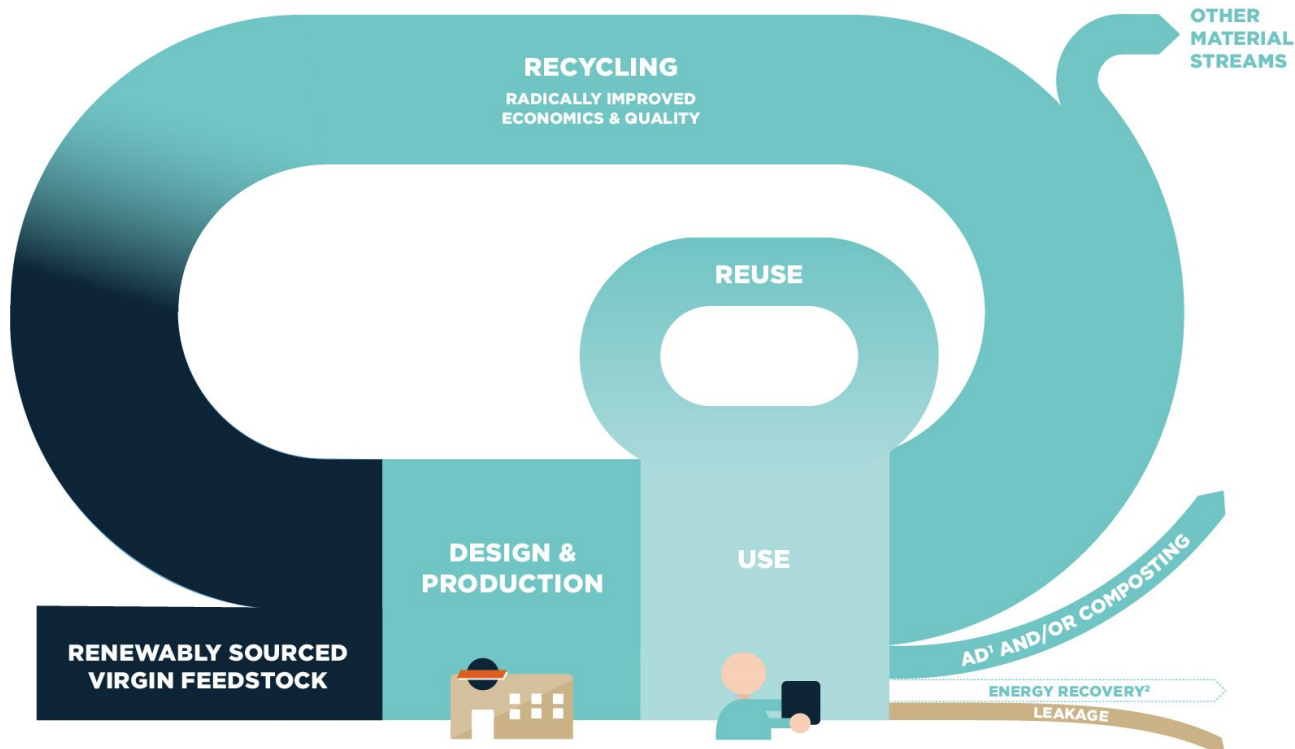 OTHER
MATERIAL
STREAMS
RECYCLING
RADICALLY IMPROVED
ECONOMICS & QUALITY
REUSE
DESIGN &
PRODUCTION
USE
RENEWABLY SOURCED
VIRGIN FEEDSTOCK
AD¹ AND/OR COMPOSTING
ENERGY RECOVERY²
LEAKAGE